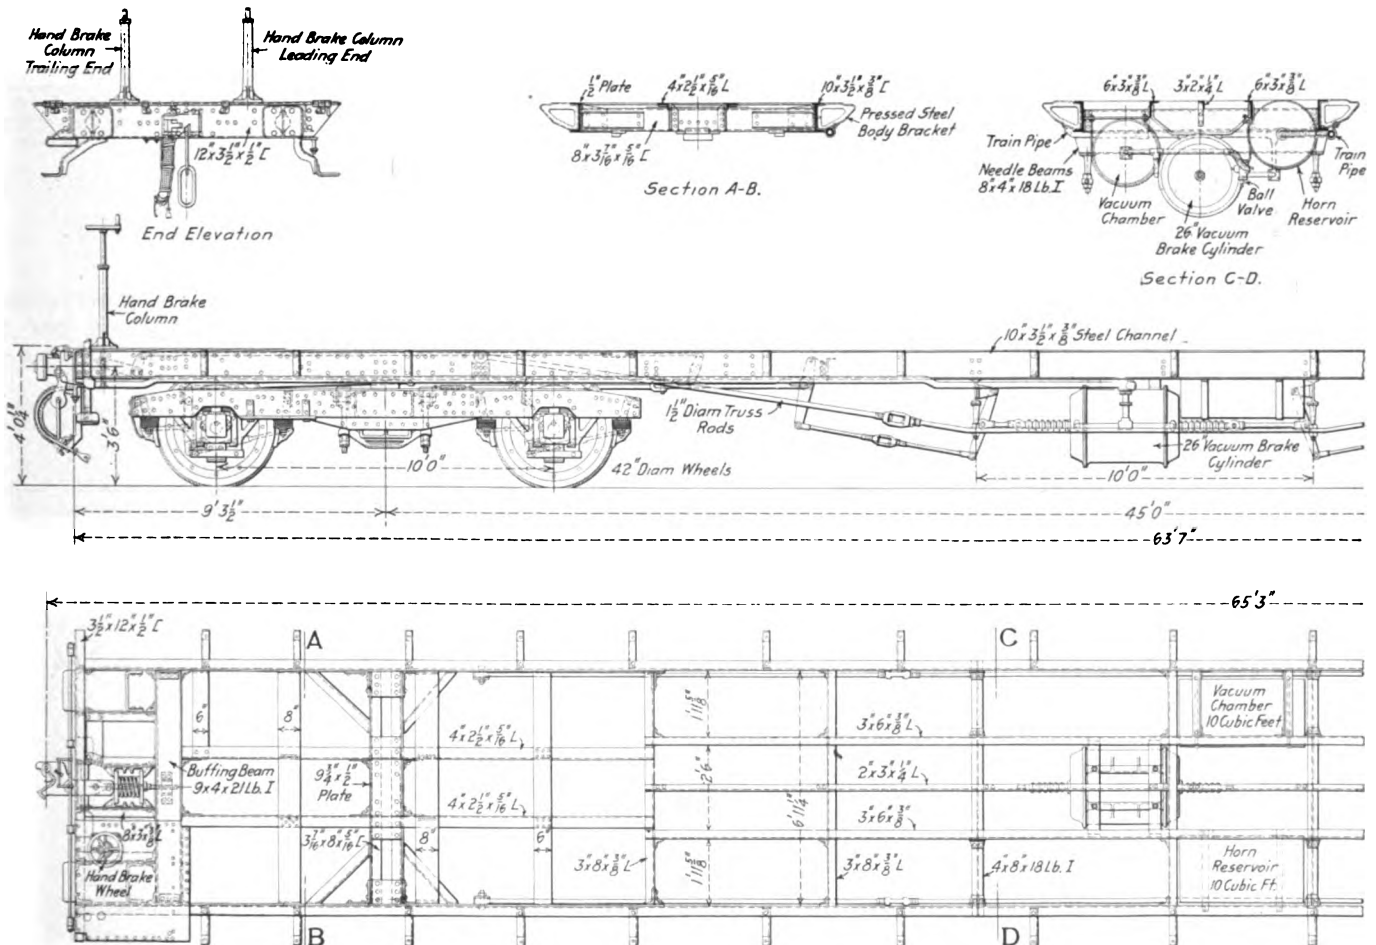 Hand Brake
Column
Trailing End
Hand Brake Column
Leading End
12"x3½"x½" [
End Elevation
½" Plate
4"x2½"x5/16" L
10"x3½"x⅜" [
Pressed Steel
Body Bracket
8"x3 7/16"x5/16" [
Section A-B.
6"x3"x⅜" L
3"x2"x¼" L
6"x3"x⅜" L
Train Pipe
Needle Beams
8"x4"x18 Lb. I
Vacuum
Chamber
26" Vacuum
Brake Cylinder
Ball
Valve
Horn
Reservoir
Train
Pipe
Section C-D.
Hand Brake
Column
10"x3½"x⅜" Steel Channel
4'0¼"
3'6"
1½" Diam Truss
Rods
10'0"
42" Diam Wheels
26" Vacuum Brake
Cylinder
10'0"
9'3½"
45'0"
63'7"
65'3"
3½"x12"x½" [
A
C
6"
8"
4"x2½"x5/16" L
1'11⅝"
3"x6"x⅜" L
Vacuum
Chamber
10 Cubic Feet
Buffing Beam
9x4x21 Lb. I
9¾"x½"
Plate
2'6"
6'11¼"
2"x3"x¼" L
4"x2½"x5/16" L
3"x6"x⅜"
8"x3"x⅜" L
3 7/16"x8"x5/16" [
8"
6"
3"x8"x⅜" L
1'11⅝"
3"x8"x⅜" L
4"x8"x18 Lb. I
Hand Brake
Wheel
Horn
Reservoir
10 Cubic Ft.
B
D